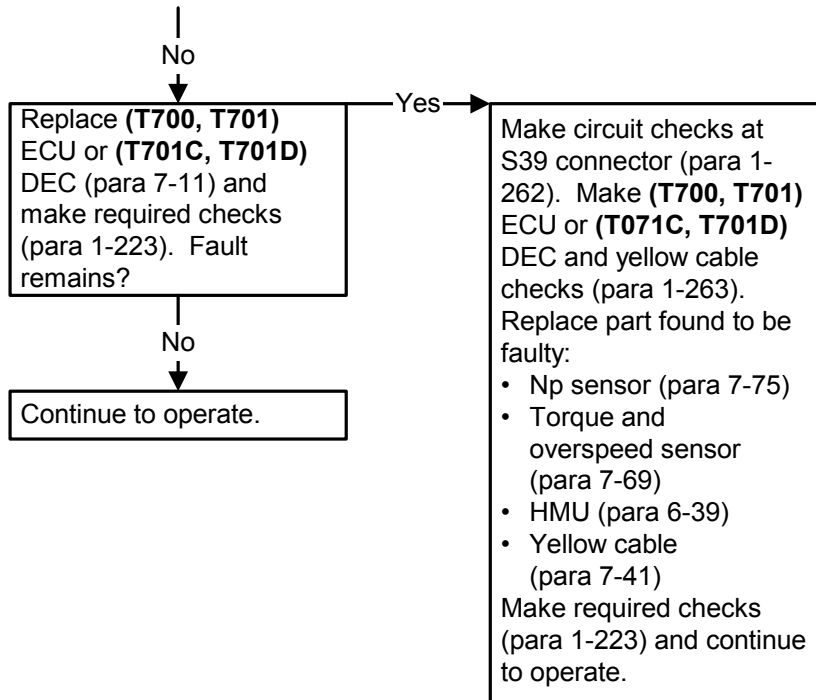 No
Replace (T700, T701)
ECU or (T701C, T701D)
DEC (para 7-11) and
make required checks
(para 1-223).  Fault
remains?
Yes
No
Continue to operate.
Make circuit checks at
S39 connector (para 1-
262).  Make (T700, T701)
ECU or (T071C, T701D)
DEC and yellow cable
checks (para 1-263).
Replace part found to be
faulty:
• Np sensor (para 7-75)
• Torque and
overspeed sensor
(para 7-69)
• HMU (para 6-39)
• Yellow cable
(para 7-41)
Make required checks
(para 1-223) and continue
to operate.